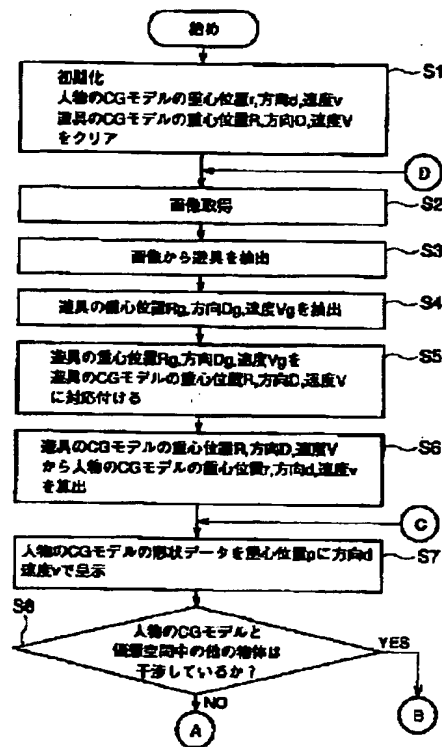 始め
S1
初期化
人物のCGモデルの重心位置r,方向d,速度v
遊具のCGモデルの重心位置R,方向D,速度V
をクリア
D
S2
画像取得
S3
画像から遊具を抽出
S4
遊具の重心位置Rg,方向Dg,速度Vgを抽出
S5
遊具の重心位置Rg,方向Dg,速度Vgを
遊具のCGモデルの重心位置R,方向D,速度V
に対応付ける
S6
遊具のCGモデルの重心位置R,方向D,速度V
から人物のCGモデルの重心位置r,方向d,速度v
を算出
C
S7
人物のCGモデルの形状データを重心位置pに方向d
速度vで呈示
S8
人物のCGモデルと
仮想空間中の他の物体は
干渉しているか?
YES
NO
A
B